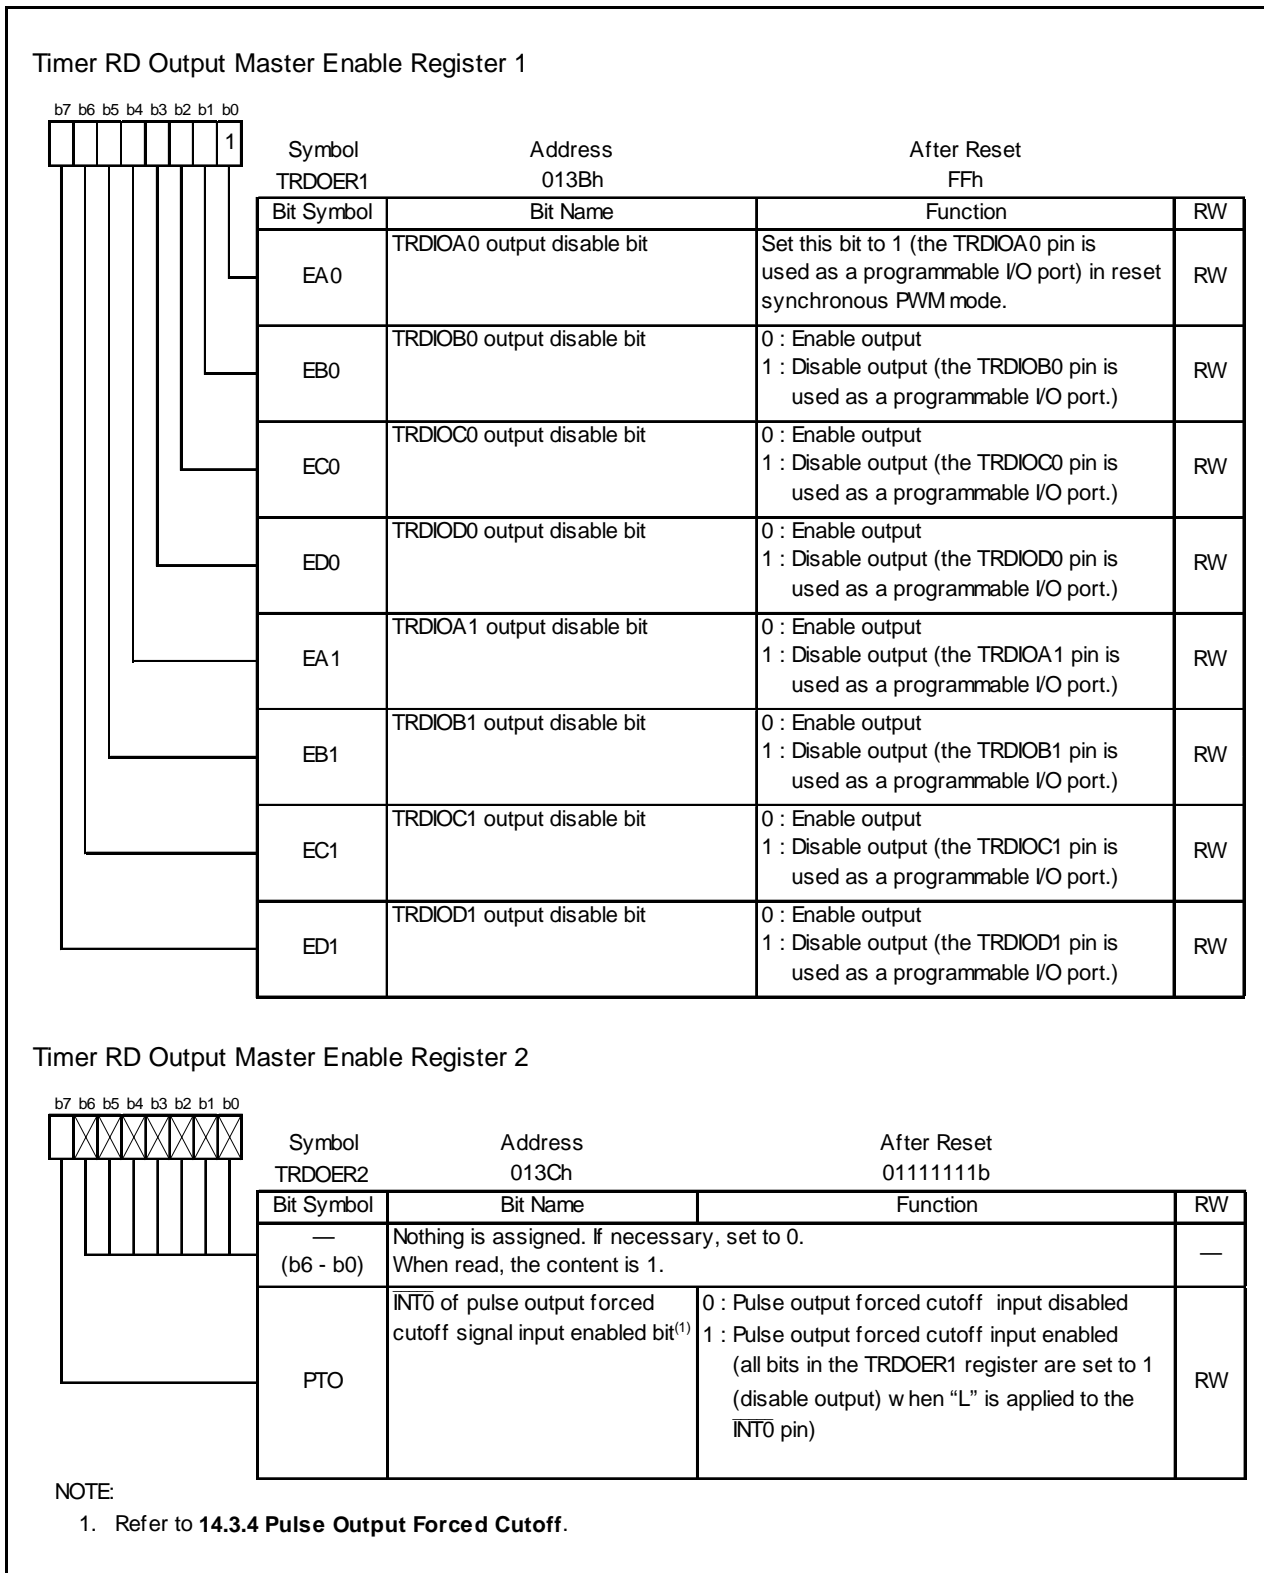 Timer RD Output Master Enable Register 1
b7 b6 b5 b4 b3 b2 b1 b0
1
Symbol Address After Reset
TRDOER1 013Bh FFh
Bit Symbol Bit Name Function RW
EA0 TRDIOA0 output disable bit Set this bit to 1 (the TRDIOA0 pin is
used as a programmable I/O port) in reset
synchronous PWM mode. RW
EB0 TRDIOB0 output disable bit 0 : Enable output
1 : Disable output (the TRDIOB0 pin is
used as a programmable I/O port.) RW
EC0 TRDIOC0 output disable bit 0 : Enable output
1 : Disable output (the TRDIOC0 pin is
used as a programmable I/O port.) RW
ED0 TRDIOD0 output disable bit 0 : Enable output
1 : Disable output (the TRDIOD0 pin is
used as a programmable I/O port.) RW
EA1 TRDIOA1 output disable bit 0 : Enable output
1 : Disable output (the TRDIOA1 pin is
used as a programmable I/O port.) RW
EB1 TRDIOB1 output disable bit 0 : Enable output
1 : Disable output (the TRDIOB1 pin is
used as a programmable I/O port.) RW
EC1 TRDIOC1 output disable bit 0 : Enable output
1 : Disable output (the TRDIOC1 pin is
used as a programmable I/O port.) RW
ED1 TRDIOD1 output disable bit 0 : Enable output
1 : Disable output (the TRDIOD1 pin is
used as a programmable I/O port.) RW
Timer RD Output Master Enable Register 2
b7 b6 b5 b4 b3 b2 b1 b0
Symbol Address After Reset
TRDOER2 013Ch 01111111b
Bit Symbol Bit Name Function RW
— Nothing is assigned. If necessary, set to 0.
(b6 - b0) When read, the content is 1. —
PTO INT0 of pulse output forced
cutoff signal input enabled bit(1)
0 : Pulse output forced cutoff input disabled
1 : Pulse output forced cutoff input enabled
(all bits in the TRDOER1 register are set to 1
(disable output) when “L” is applied to the
INT0 pin)
RW
NOTE:
1. Refer to 14.3.4 Pulse Output Forced Cutoff.